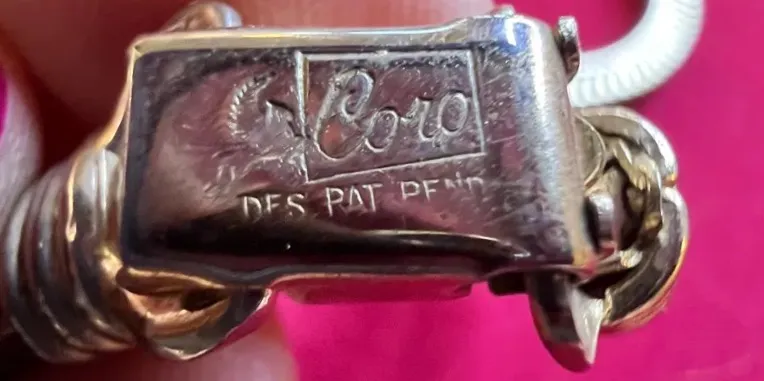 Coro
DES PAT PEND